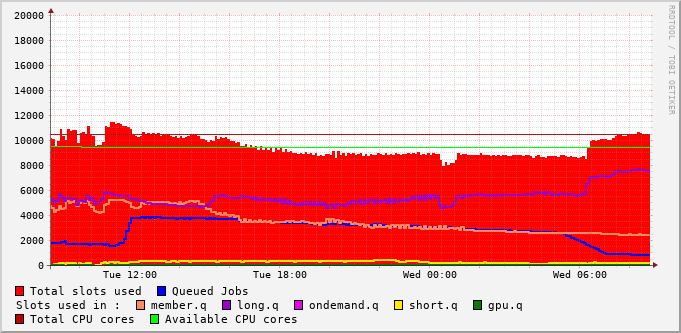 RRDTOOL / TOBI OETIKER
20000
18000
16000
14000
12000
10000
8000
6000
4000
2000
0
Tue 12:00 Tue 18:00 Wed 00:00 Wed 06:00
Total slots used Queued Jobs
Slots used in : member.q long.q ondemand.q short.q gpu.q
Total CPU cores Available CPU cores